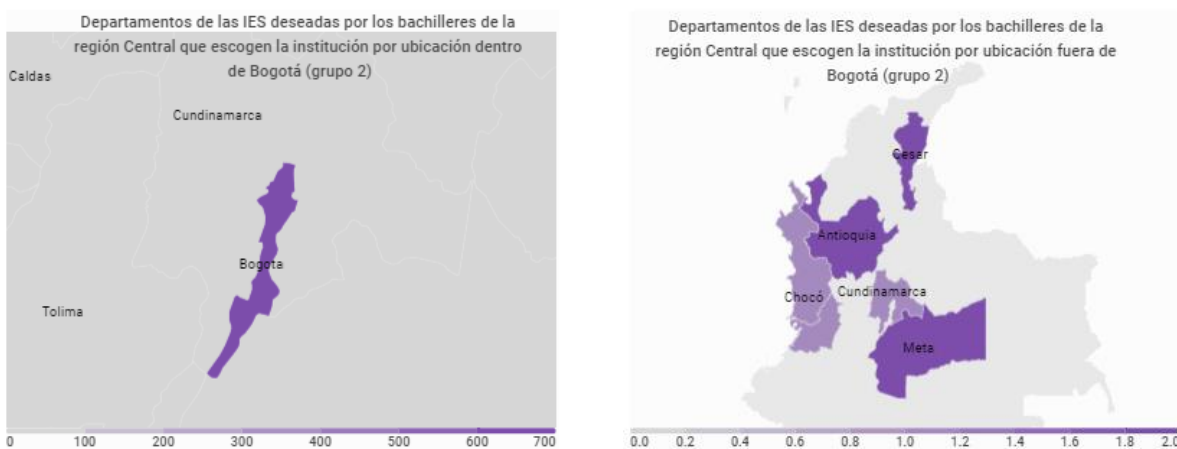 Departamentos de las IES deseadas por los bachilleres de la
región Central que escogen la institución por ubicación dentro
de Bogotá (grupo 2)
Caldas
Cundinamarca
Bogota
Tolima
0 100 200 300 400 500 600 700
Departamentos de las IES deseadas por los bachilleres de la
región Central que escogen la institución por ubicación fuera de
Bogotá (grupo 2)
Cesar
Antioquia
Chocó
Cundinamarca
Meta
0.0 0.2 0.4 0.6 0.8 1.0 1.2 1.4 1.6 1.8 2.0